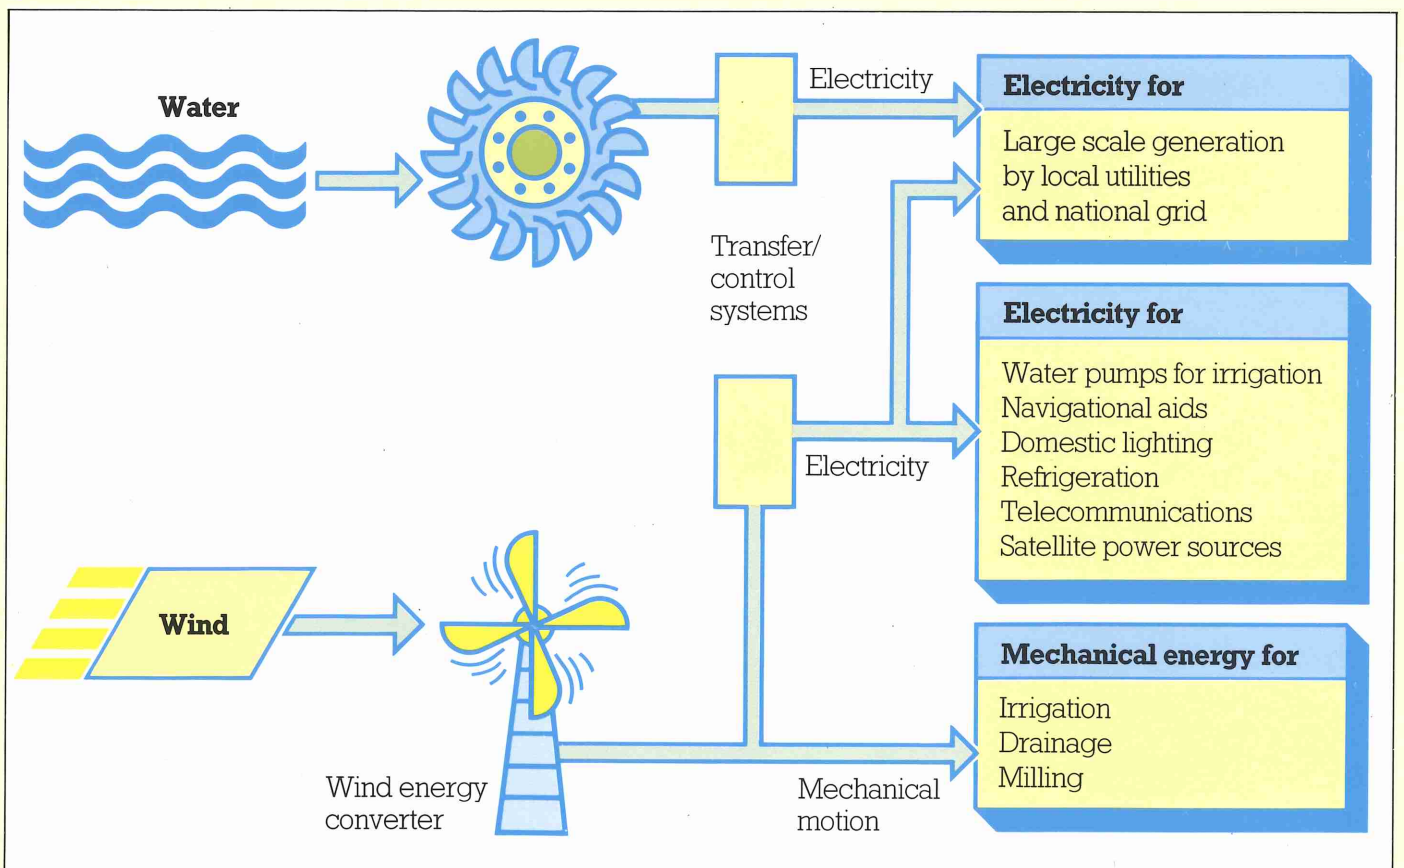 Water
Electricity
Electricity for
Large scale generation
by local utilities
and national grid
Transfer/
control
systems
Electricity for
Water pumps for irrigation
Navigational aids
Domestic lighting
Refrigeration
Telecommunications
Satellite power sources
Electricity
Wind
Wind energy
converter
Mechanical
motion
Mechanical energy for
Irrigation
Drainage
Milling